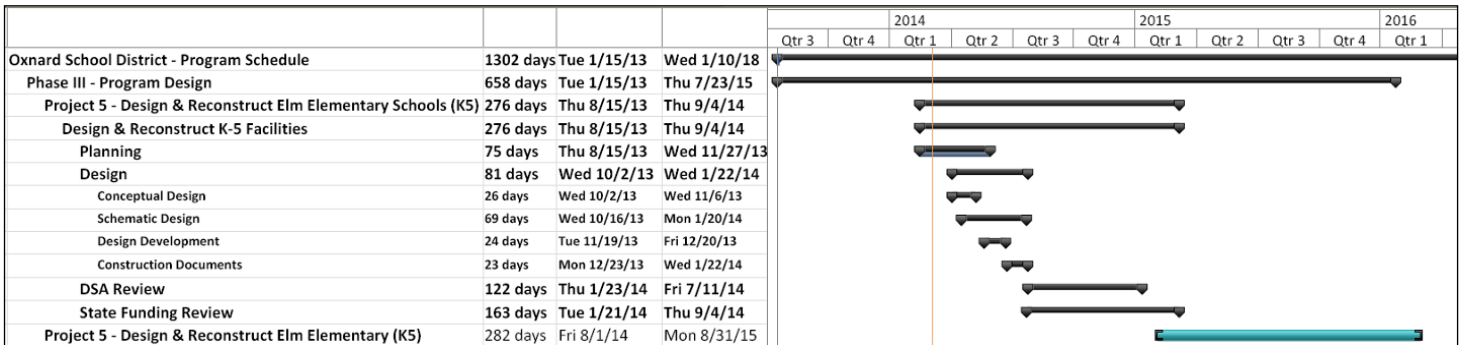 2014 2015 2016
Qtr 3 Qtr 4 Qtr 1 Qtr 2 Qtr 3 Qtr 4 Qtr 1 Qtr 2 Qtr 3 Qtr 4 Qtr 1
Oxnard School District - Program Schedule 1302 days Tue 1/15/13 Wed 1/10/18
Phase III - Program Design 658 days Tue 1/15/13 Thu 7/23/15
Project 5 - Design & Reconstruct Elm Elementary Schools (K5) 276 days Thu 8/15/13 Thu 9/4/14
Design & Reconstruct K-5 Facilities 276 days Thu 8/15/13 Thu 9/4/14
Planning 75 days Thu 8/15/13 Wed 11/27/13
Design 81 days Wed 10/2/13 Wed 1/22/14
Conceptual Design 26 days Wed 10/2/13 Wed 11/6/13
Schematic Design 69 days Wed 10/16/13 Mon 1/20/14
Design Development 24 days Tue 11/19/13 Fri 12/20/13
Construction Documents 23 days Mon 12/23/13 Wed 1/22/14
DSA Review 122 days Thu 1/23/14 Fri 7/11/14
State Funding Review 163 days Tue 1/21/14 Thu 9/4/14
Project 5 - Design & Reconstruct Elm Elementary (K5) 282 days Fri 8/1/14 Mon 8/31/15